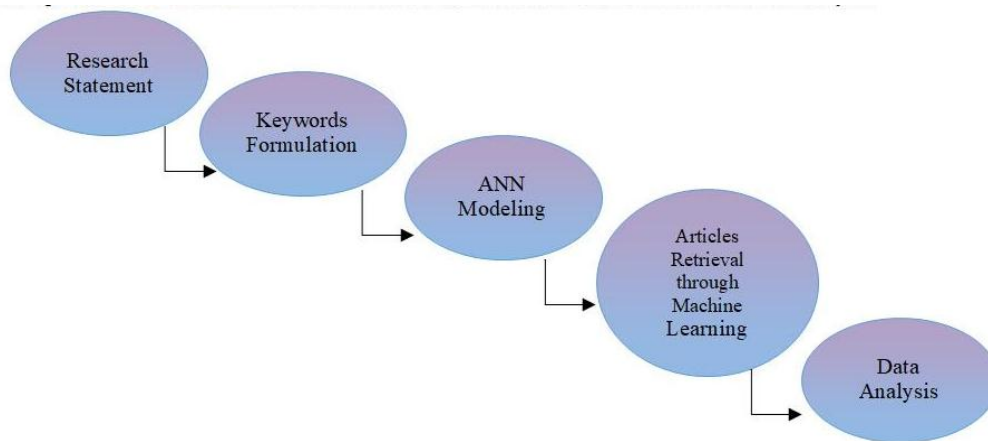 Research
Statement
Keywords
Formulation
ANN
Modeling
Articles
Retrieval
through
Machine
Learning
Data
Analysis